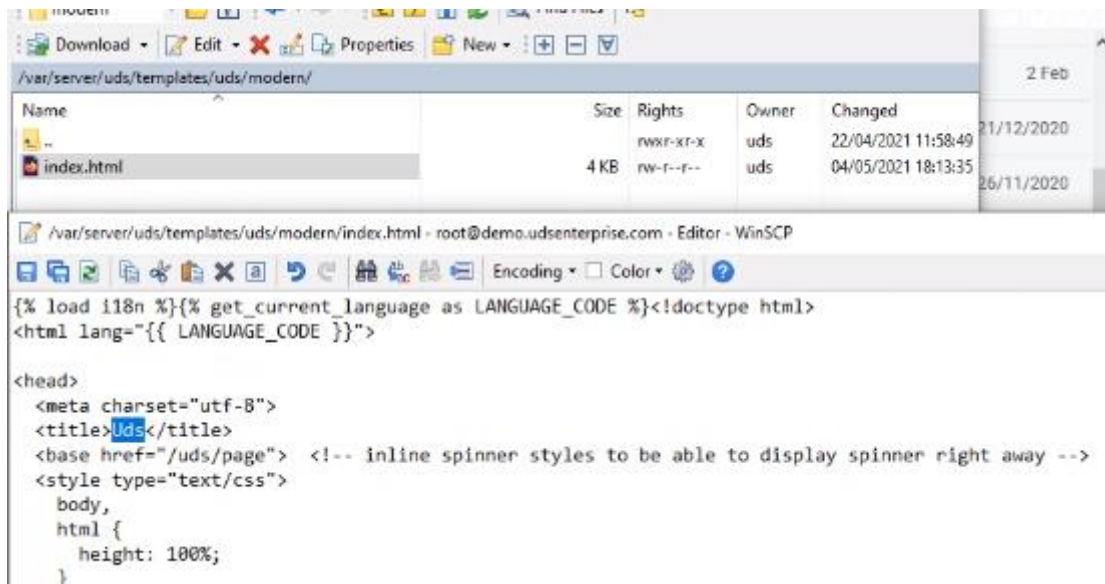 modern
Find Files
Download Edit Properties New
/var/server/uds/templates/uds/modern/
2 Feb
Name Size Rights Owner Changed
21/12/2020
.. rwxr-xr-x uds 22/04/2021 11:58:49
index.html 4 KB rw-r--r-- uds 04/05/2021 18:13:35
26/11/2020
/var/server/uds/templates/uds/modern/index.html - root@demo.udsenterprise.com - Editor - WinSCP
Encoding Color
{% load i18n %}{% get_current_language as LANGUAGE_CODE %}<!doctype html>
<html lang="{{ LANGUAGE_CODE }}">
<head>
<meta charset="utf-8">
<title>Uds</title>
<base href="/uds/page"> <!-- inline spinner styles to be able to display spinner right away -->
<style type="text/css">
body,
html {
height: 100%;
}